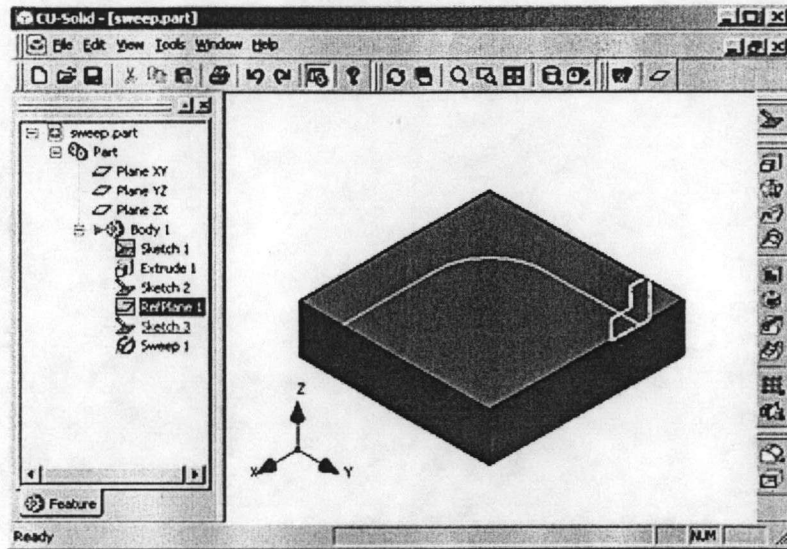 CU-Solid - [sweep.part]
File Edit View Tools Window Help
sweep.part
Part
Plane XY
Plane YZ
Plane ZX
Body 1
Sketch 1
Extrude 1
Sketch 2
RefPlane 1
Sketch 3
Sweep 1
Z
X
Y
Feature
Ready
NUM